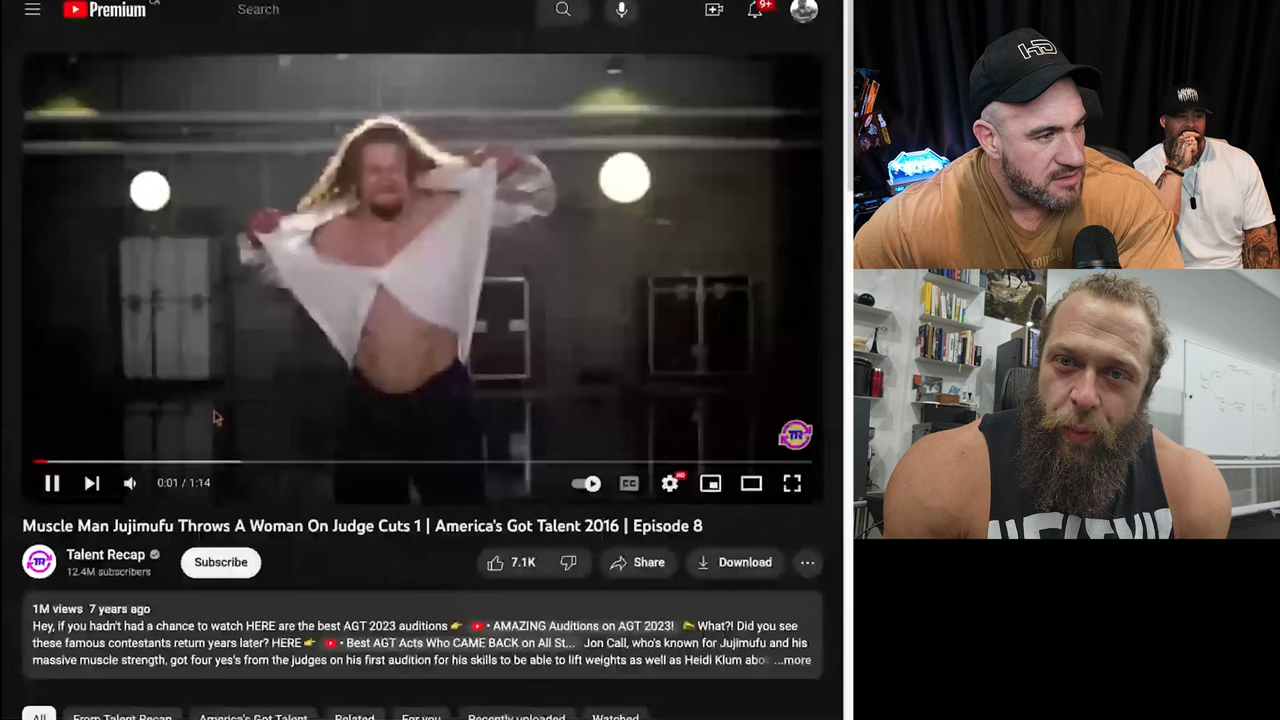 Premium
CA
Search
9+
TR
0:01 / 1:14
CC
HD
Muscle Man Jujimufu Throws A Woman On Judge Cuts 1 | America's Got Talent 2016 | Episode 8
TR
Talent Recap
12.4M subscribers
Subscribe
7.1K
Share
Download
1M views 7 years ago
Hey, if you hadn't had a chance to watch HERE are the best AGT 2023 auditions • AMAZING Auditions on AGT 2023! What?! Did you see
these famous contestants return years later? HERE • Best AGT Acts Who CAME BACK on All St... Jon Call, who's known for Jujimufu and his
massive muscle strength, got four yes's from the judges on his first audition for his skills to be able to lift weights as well as Heidi Klum abo ...more
All
From Talent Recap
America's Got Talent
Related
For you
Recently uploaded
Watched
HD